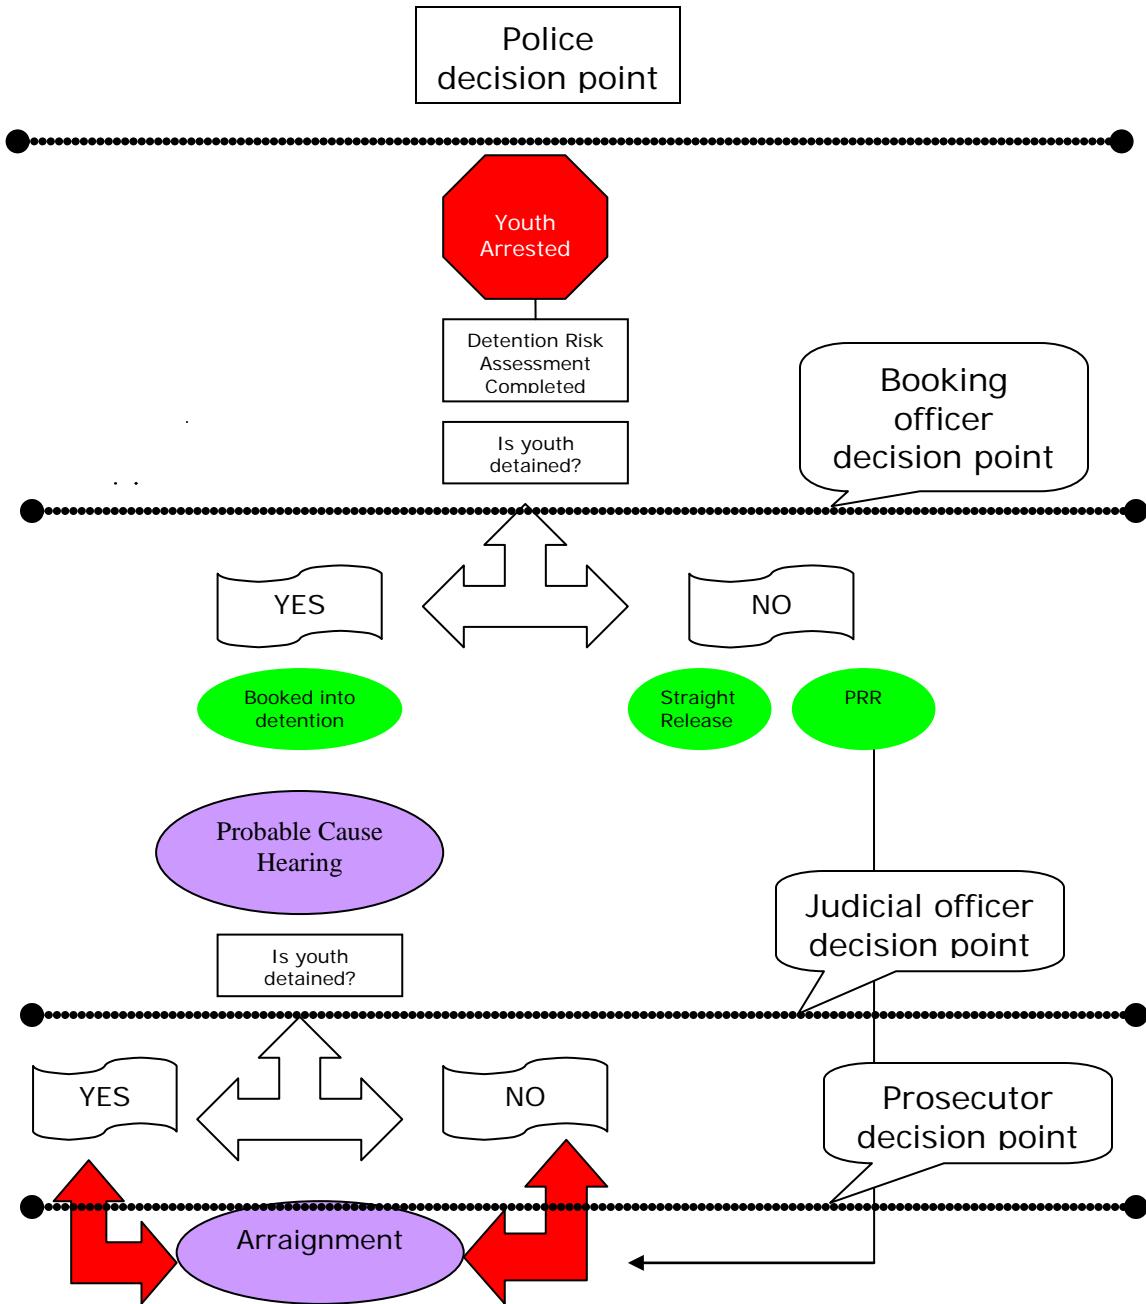 Police
decision point
Youth
Arrested
Detention Risk
Assessment
Completed
Is youth
detained?
Booking
officer
decision point
YES
NO
Booked into
detention
Straight
Release
PRR
Probable Cause
Hearing
Is youth
detained?
Judicial officer
decision point
YES
NO
Prosecutor
decision point
Arraignment